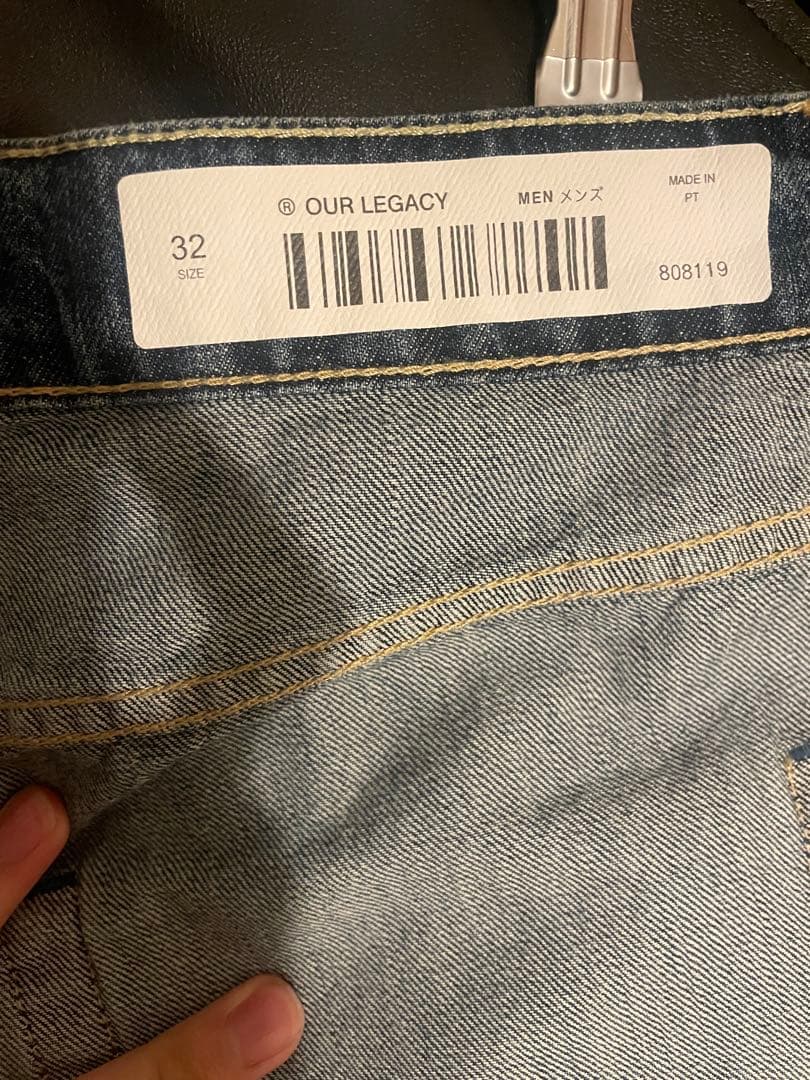 32
SIZE
® OUR LEGACY
MEN メンズ
MADE IN
PT
808119